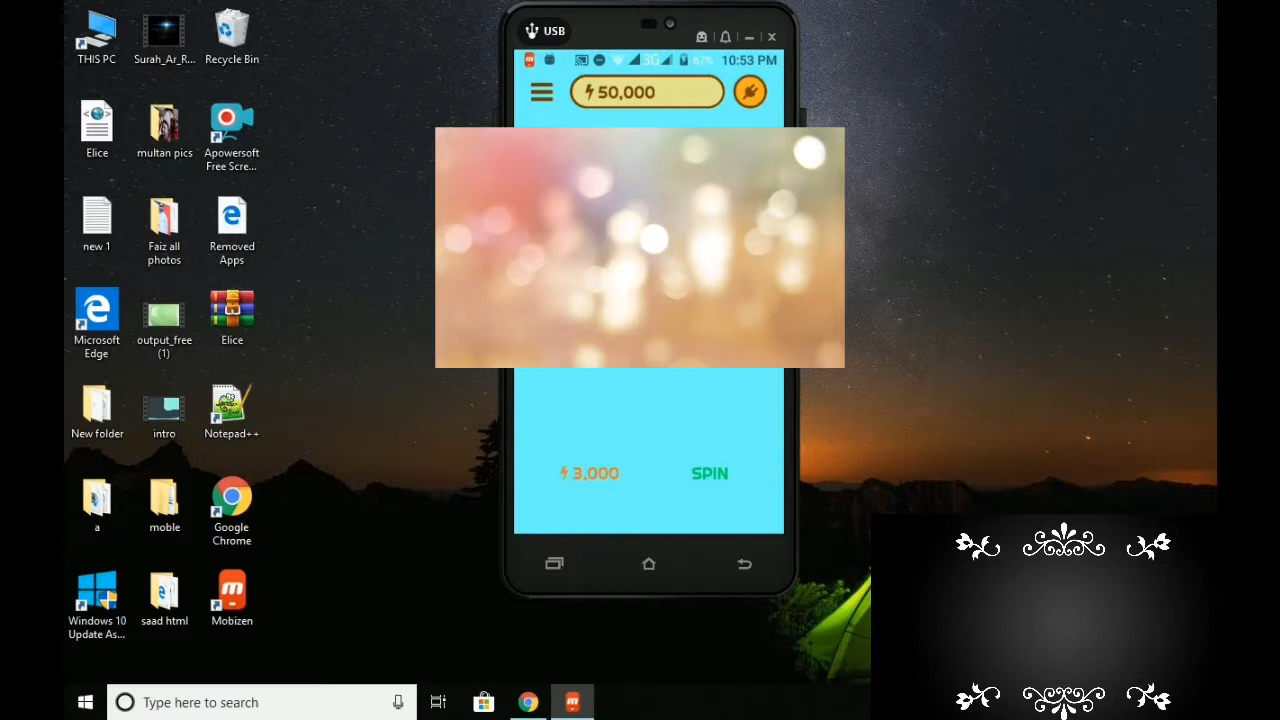 THIS PC
Surah_Ar_R...
Recycle Bin
Elice
multan pics
Apowersoft
Free Scre...
new 1
Faiz all
photos
Removed
Apps
Microsoft
Edge
output_free
(1)
Elice
New folder
intro
Notepad++
a
moble
Google
Chrome
Windows 10
Update As...
saad html
Mobizen
USB
3G 67% 10:53 PM
50,000
3,000
SPIN
Type here to search